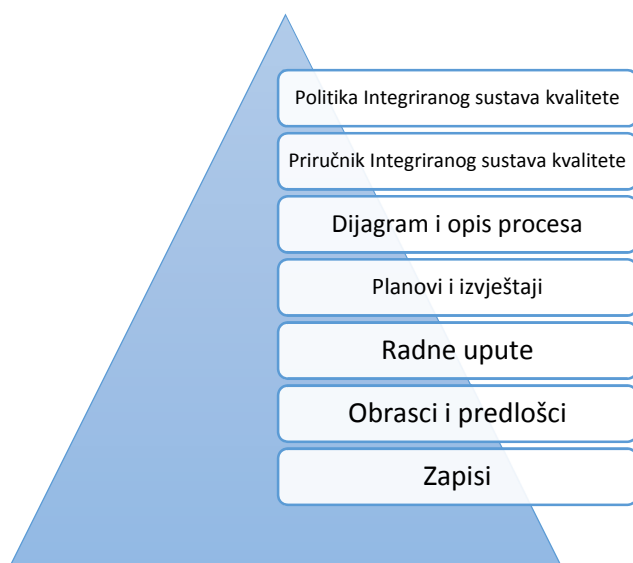 Politika Integriranog sustava kvalitete
Priručnik Integriranog sustava kvalitete
Dijagram i opis procesa
Planovi i izvještaji
Radne upute
Obrasci i predlošci
Zapisi